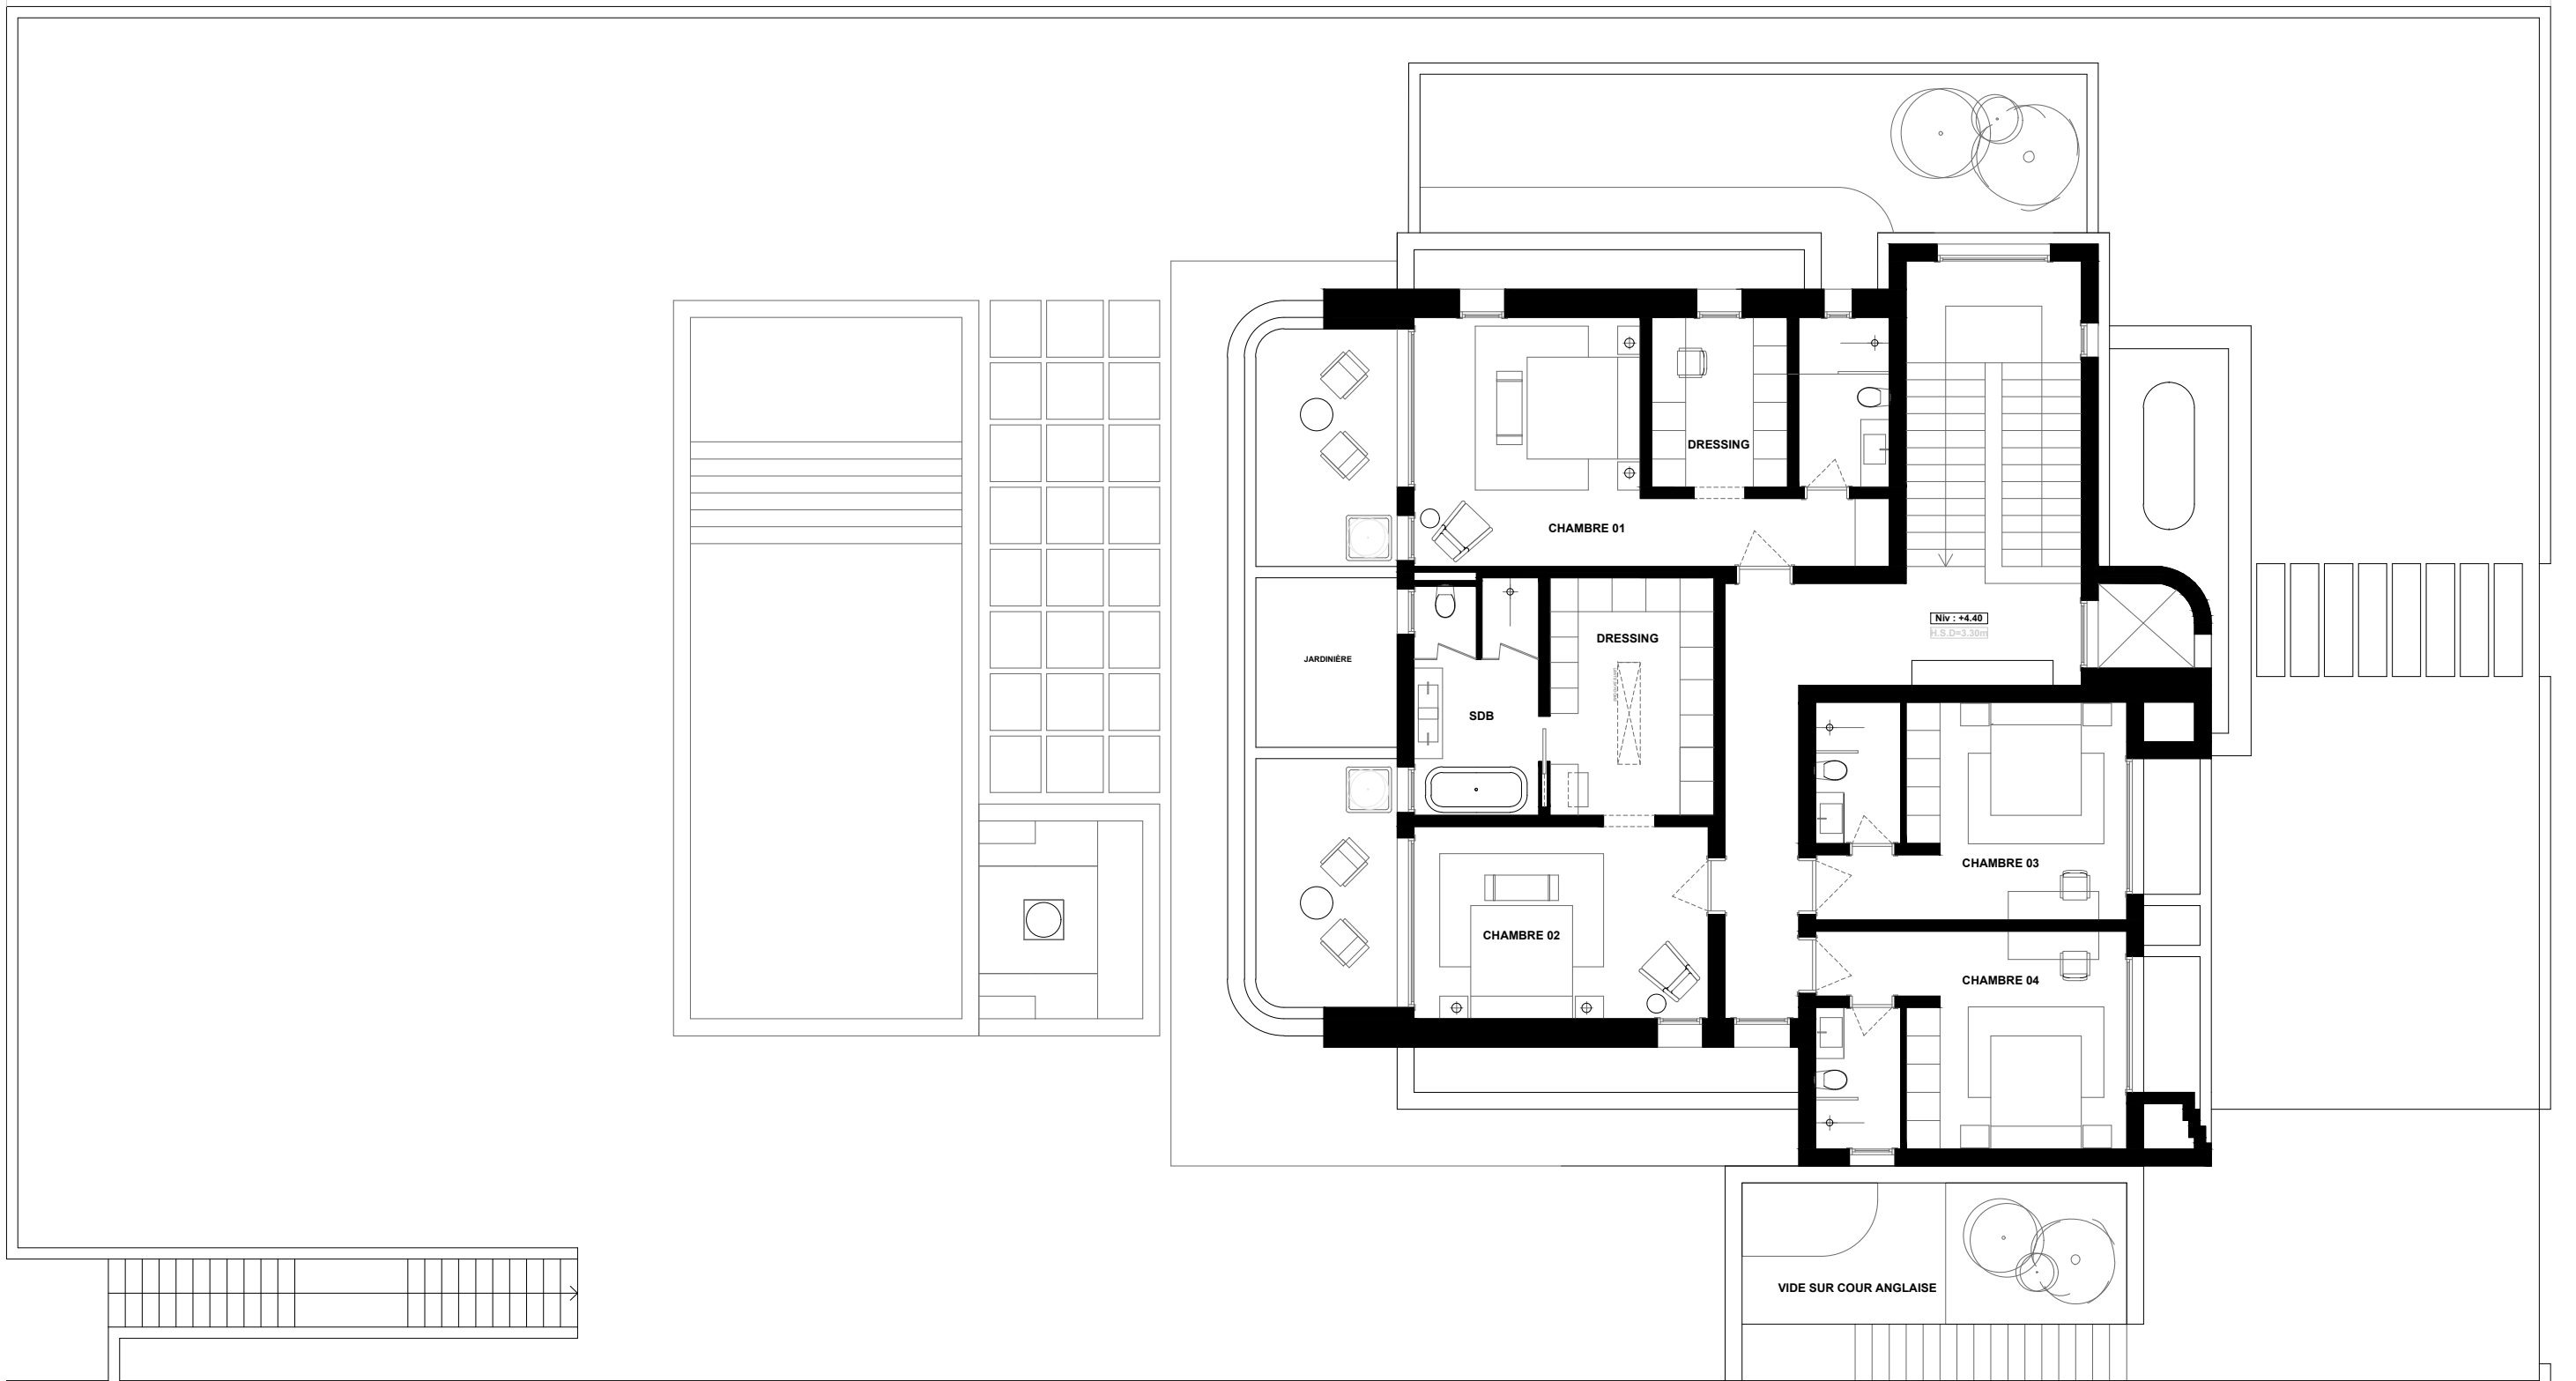 DRESSING
CHAMBRE 01
Niv : +4.40
H.S.D=3.30m
DRESSING
JARDINIÈRE
SDB
CHAMBRE 03
CHAMBRE 02
CHAMBRE 04
VIDE SUR COUR ANGLAISE